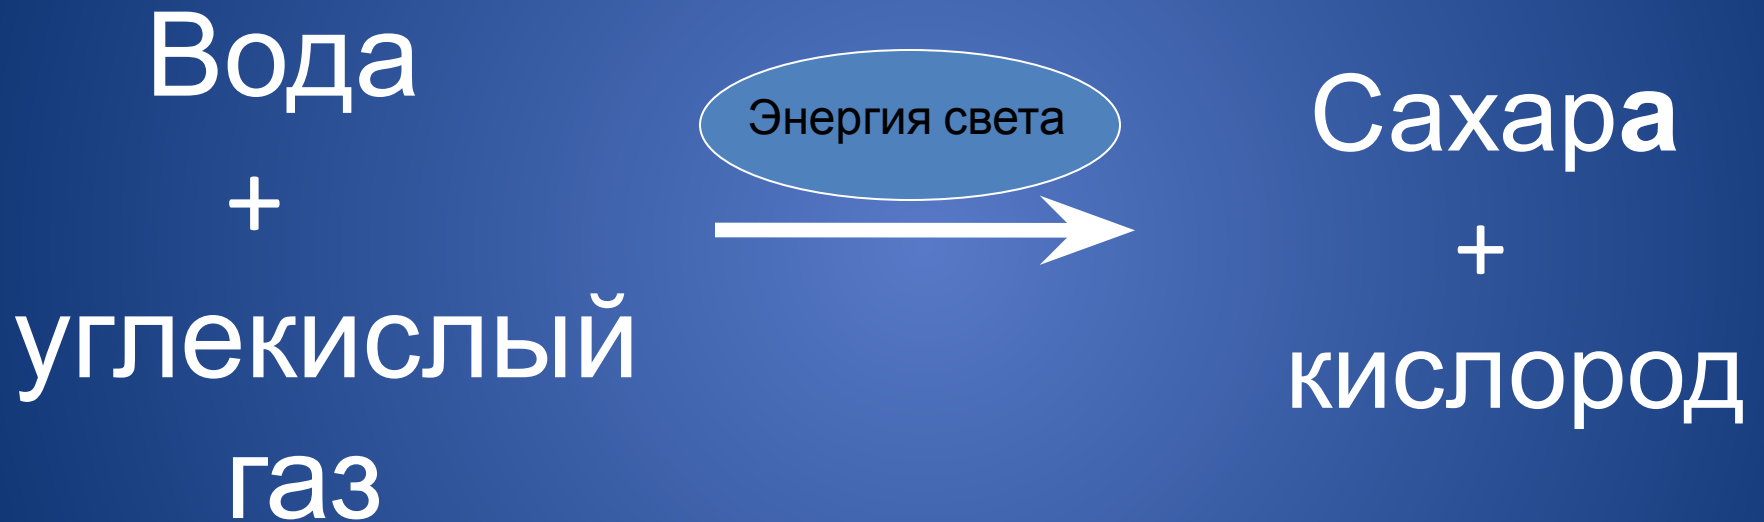 Вода
+
углекислый
газ
Энергия света
Сахара
+
кислород